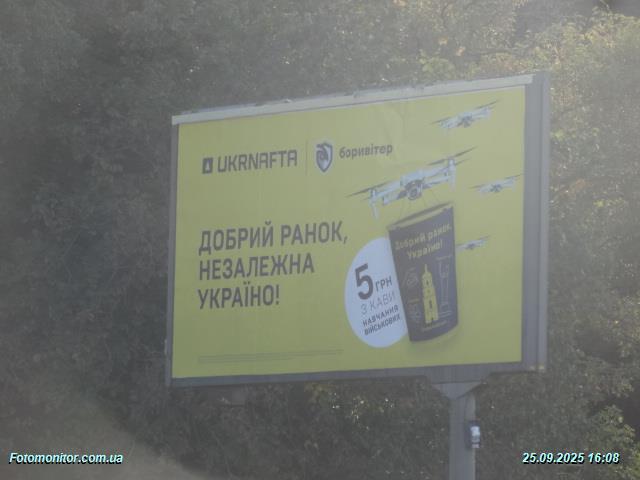 UKRNAFTA
боривітер
ДОБРИЙ РАНОК,
НЕЗАЛЕЖНА
УКРАЇНО!
5 ГРН
З КАВИ
НАВЧАННЯ
ВІЙСЬКОВИХ
Добрий ранок,
Україно!
Fotomonitor.com.ua
25.09.2025 16:08